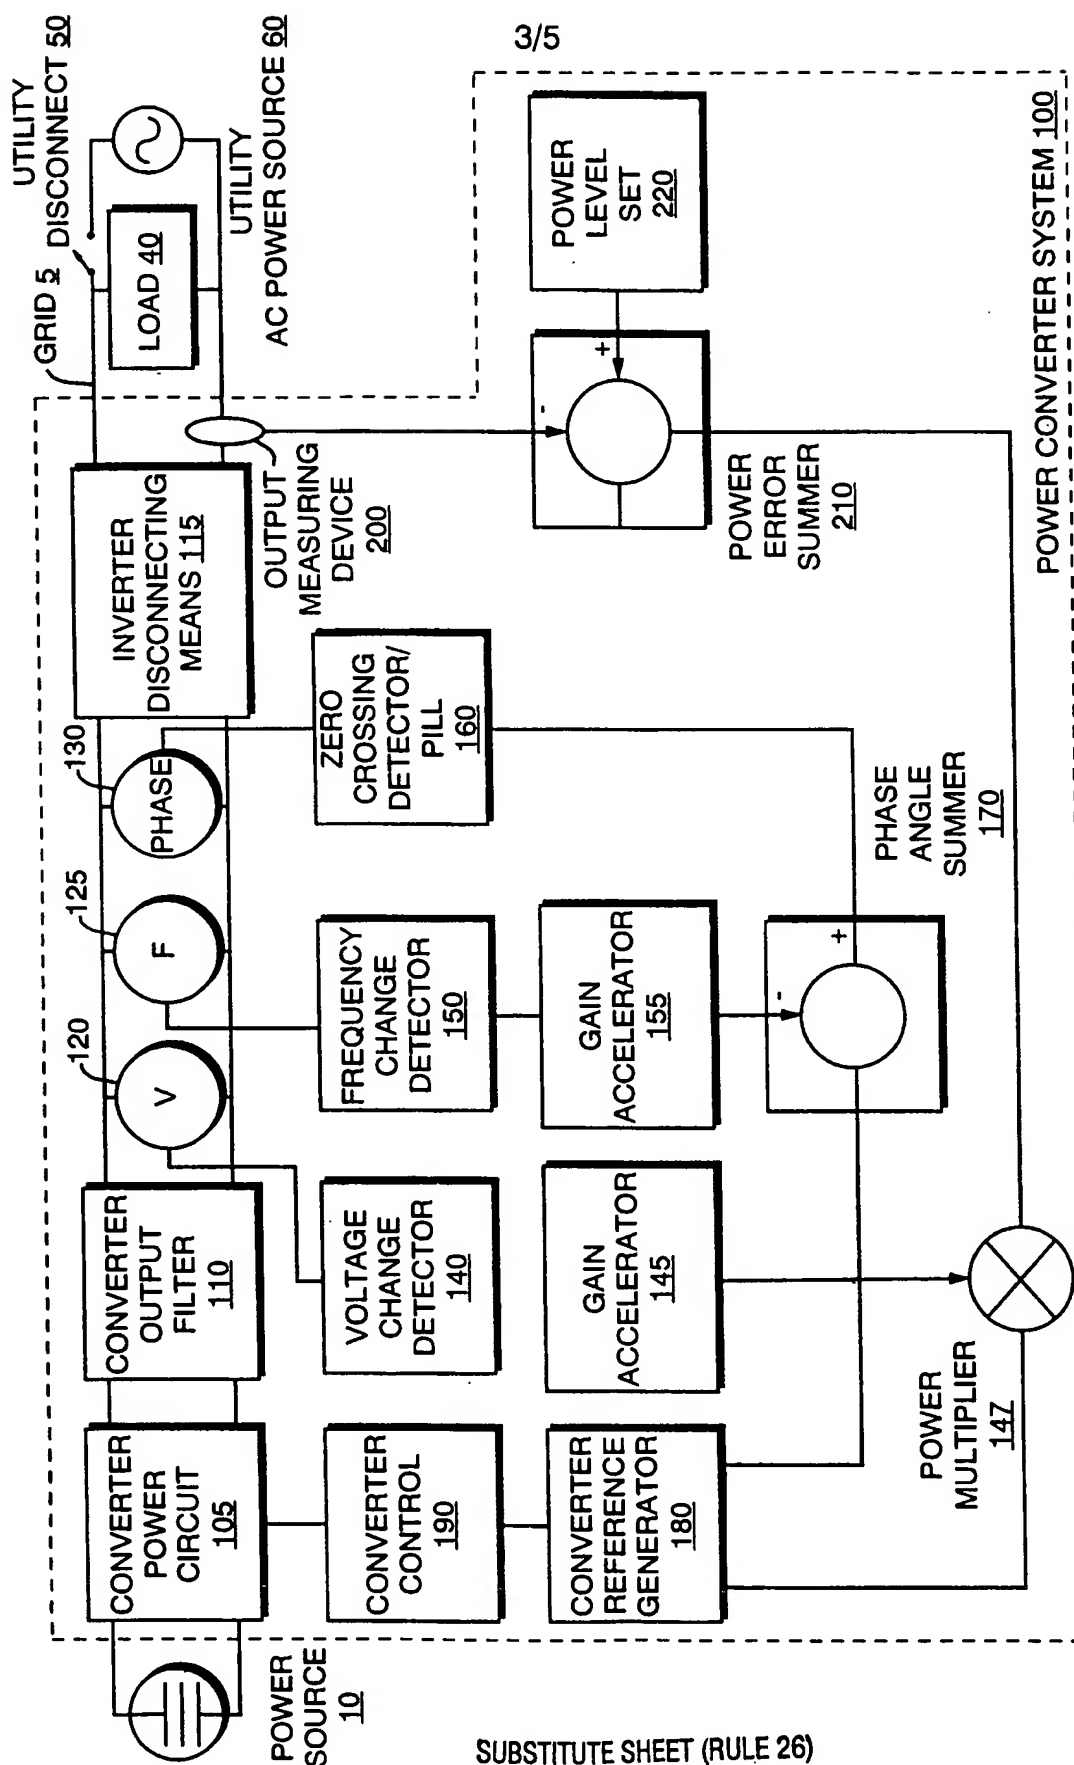 3/5
UTILITY
DISCONNECT 50
GRID 5
LOAD 40
UTILITY
AC POWER SOURCE 60
130
125
120
PHASE
F
V
INVERTER
DISCONNECTING
MEANS 115
OUTPUT
MEASURING
DEVICE
200
POWER
LEVEL
SET
220
+
-
POWER
ERROR
SUMMER
210
CONVERTER
OUTPUT
FILTER
110
CONVERTER
POWER
CIRCUIT
105
POWER
SOURCE
10
ZERO
CROSSING
DETECTOR/
PILL
160
FREQUENCY
CHANGE
DETECTOR
150
VOLTAGE
CHANGE
DETECTOR
140
CONVERTER
CONTROL
190
GAIN
ACCELERATOR
155
GAIN
ACCELERATOR
145
CONVERTER
REFERENCE
GENERATOR
180
+
-
PHASE
ANGLE
SUMMER
170
POWER
MULTIPLIER
147
POWER CONVERTER SYSTEM 100
SUBSTITUTE SHEET (RULE 26)